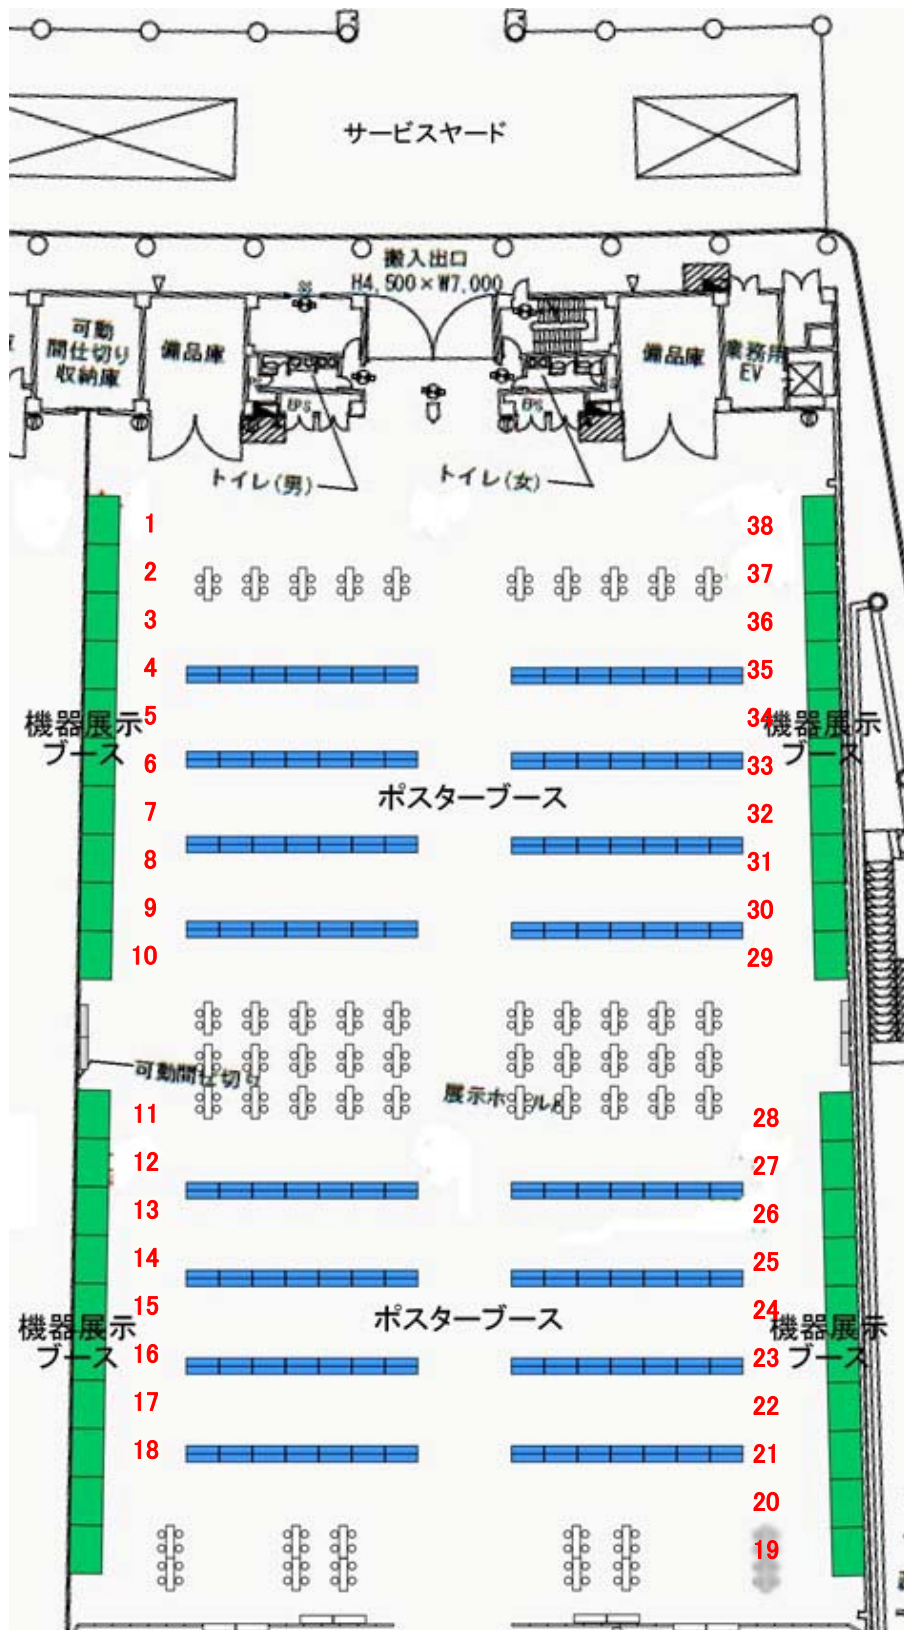 サービスヤード
搬入出口
H4,500×W7,000
SS
可動
間仕切り
収納庫
備品庫
備品庫
業務用
EV
EPS
EPS
トイレ(男)
トイレ(女)
1
38
2
37
3
36
4
35
5
34
機器展示
ブース
機器展示
ブース
6
33
ポスターブース
7
32
8
31
9
30
10
29
可動間仕切り
展示ホール
11
28
12
27
13
26
14
25
15
24
機器展示
ブース
ポスターブース
機器展示
ブース
16
23
17
22
18
21
20
19